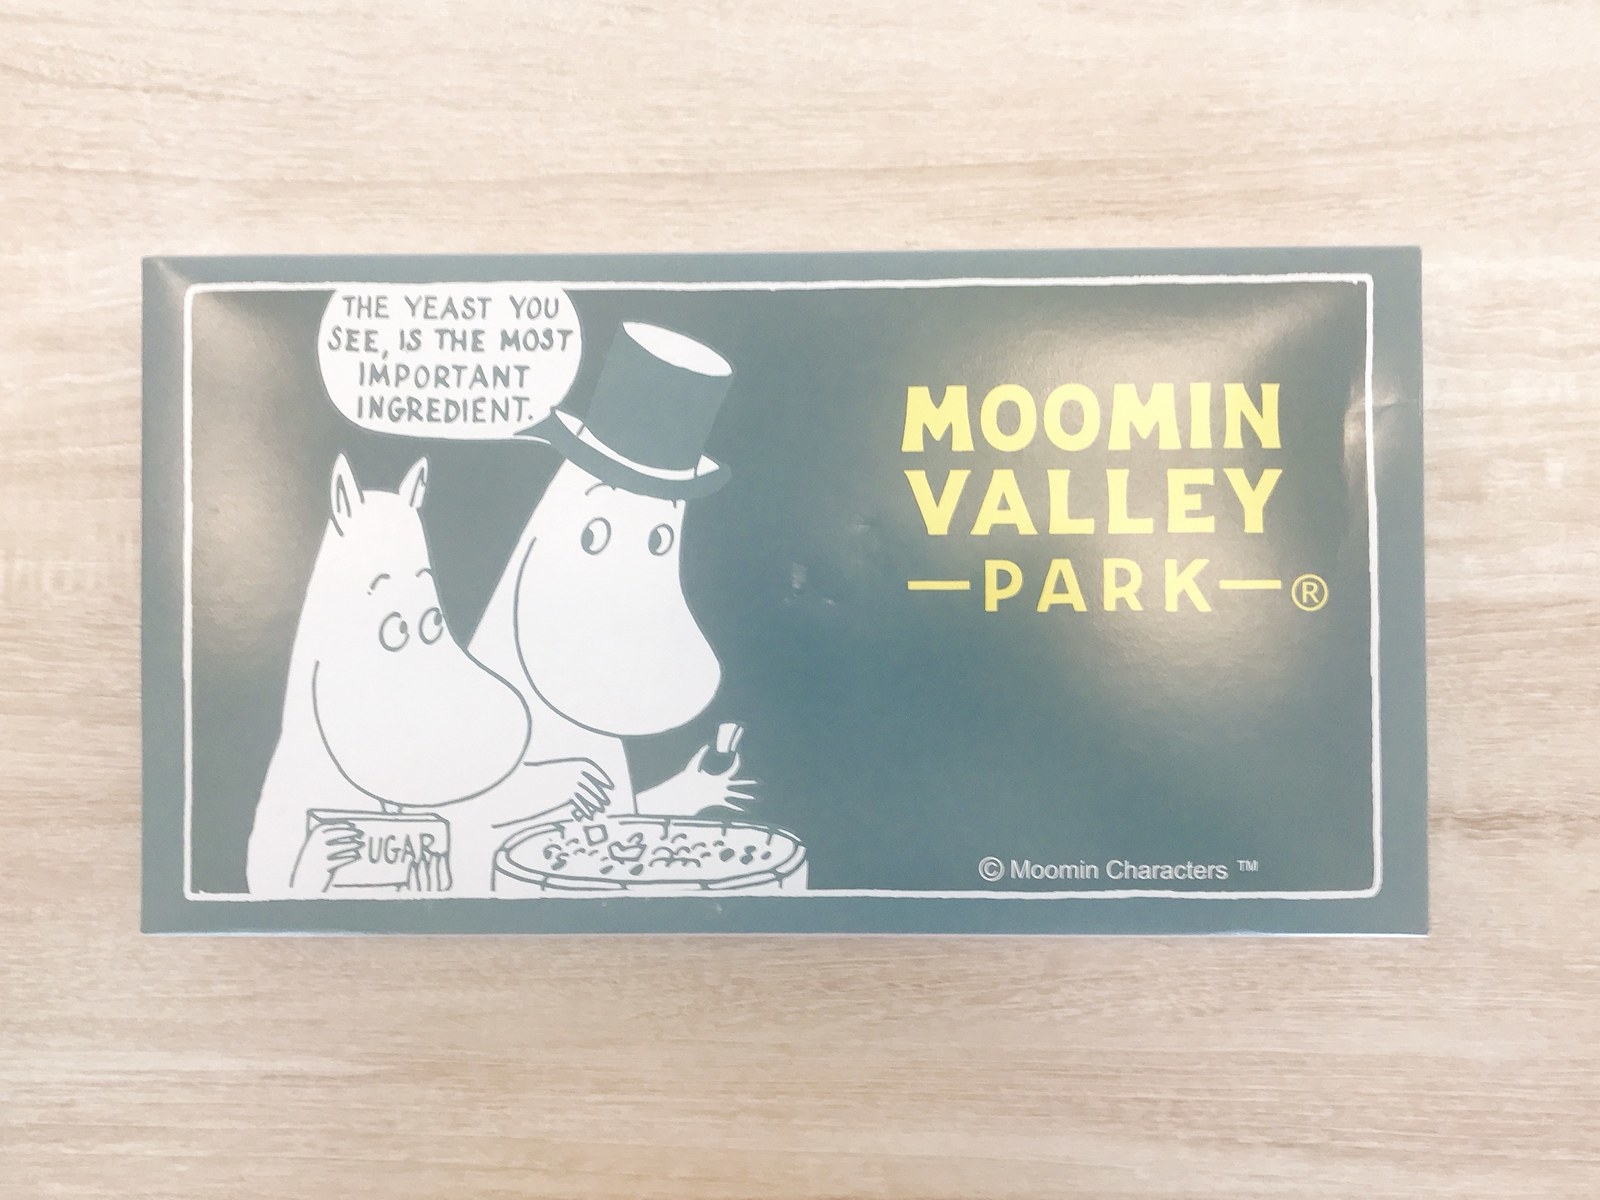 THE YEAST YOU
SEE, IS THE MOST
IMPORTANT
INGREDIENT.
MOOMIN
VALLEY
—PARK—®
UGAR
© Moomin Characters ™